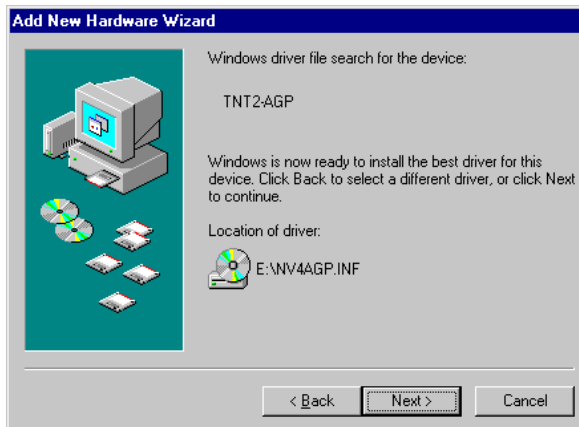 Add New Hardware Wizard
Windows driver file search for the device:
TNT2-AGP
Windows is now ready to install the best driver for this
device. Click Back to select a different driver, or click Next
to continue.
Location of driver:
E:\NV4AGP.INF
< Back
Next >
Cancel